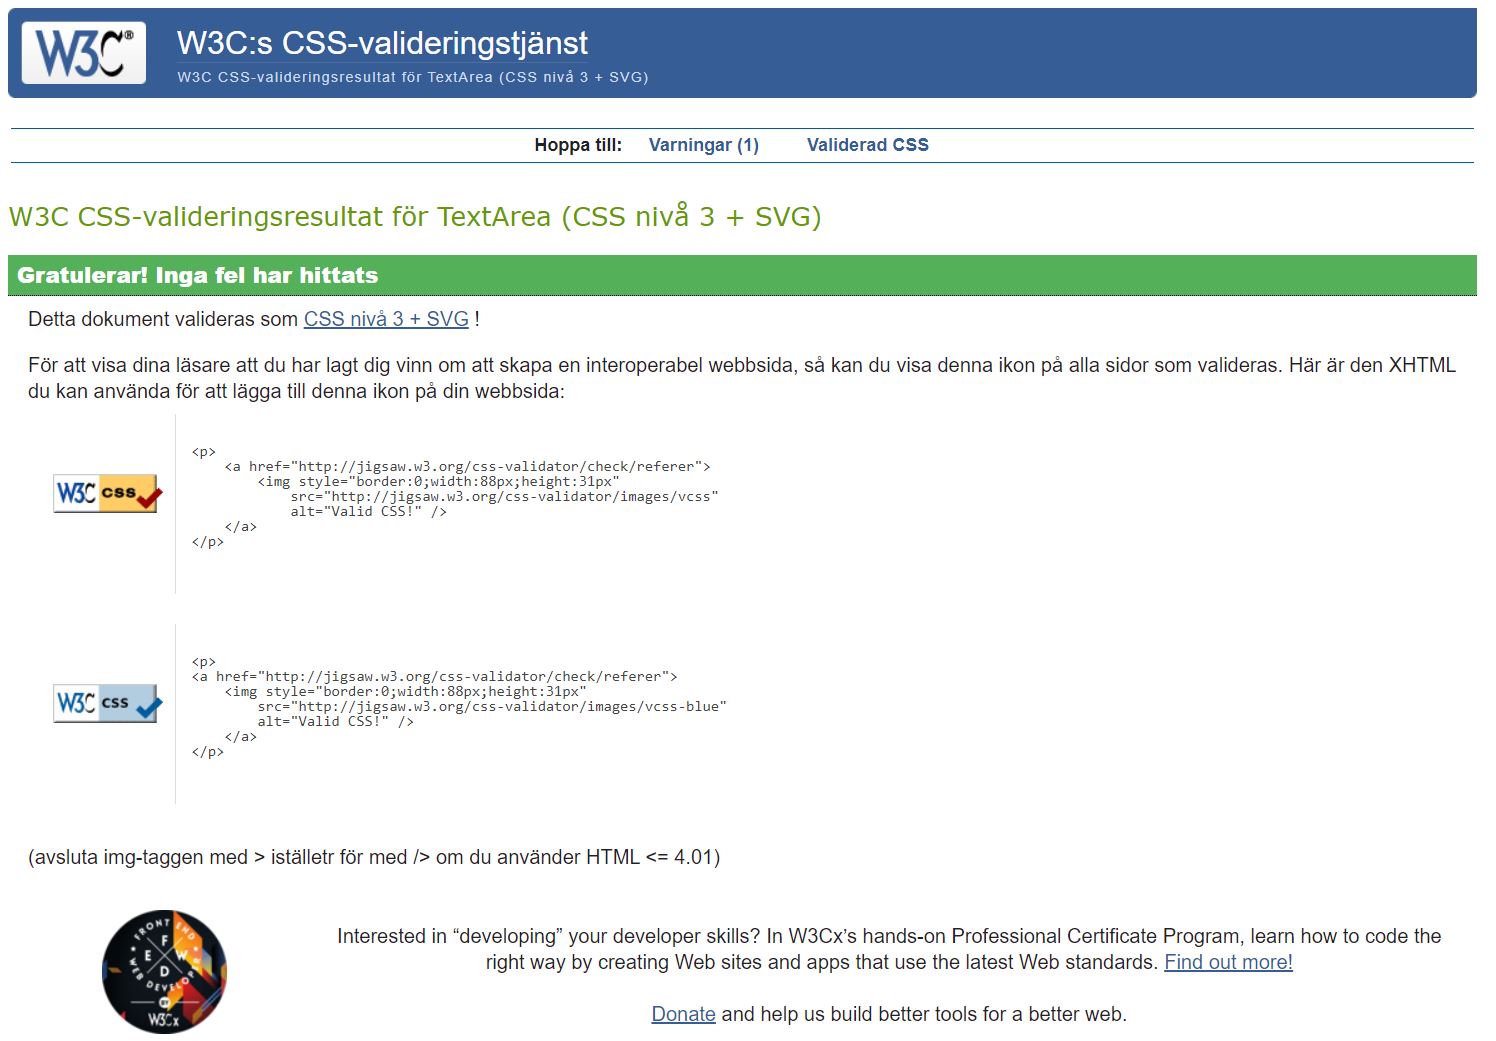 W3C®
W3C:s CSS-valideringstjänst
W3C CSS-valideringsresultat för TextArea (CSS nivå 3 + SVG)
Hoppa till: Varningar (1) Validerad CSS
W3C CSS-valideringsresultat för TextArea (CSS nivå 3 + SVG)
Gratulerar! Inga fel har hittats
Detta dokument valideras som CSS nivå 3 + SVG !
För att visa dina läsare att du har lagt dig vinn om att skapa en interoperabel webbsida, så kan du visa denna ikon på alla sidor som valideras. Här är den XHTML
du kan använda för att lägga till denna ikon på din webbsida:
W3C css
<p>
    <a href="http://jigsaw.w3.org/css-validator/check/referer">
        <img style="border:0;width:88px;height:31px"
            src="http://jigsaw.w3.org/css-validator/images/vcss"
            alt="Valid CSS!" />
    </a>
</p>
W3C css
<p>
<a href="http://jigsaw.w3.org/css-validator/check/referer">
    <img style="border:0;width:88px;height:31px"
        src="http://jigsaw.w3.org/css-validator/images/vcss-blue"
        alt="Valid CSS!" />
    </a>
</p>
(avsluta img-taggen med > iställetr för med /> om du använder HTML <= 4.01)
FRONT END
WEB DEVELOPER
F
E W
D
BY
W3Cx
Interested in “developing” your developer skills? In W3Cx’s hands-on Professional Certificate Program, learn how to code the
right way by creating Web sites and apps that use the latest Web standards. Find out more!
Donate and help us build better tools for a better web.